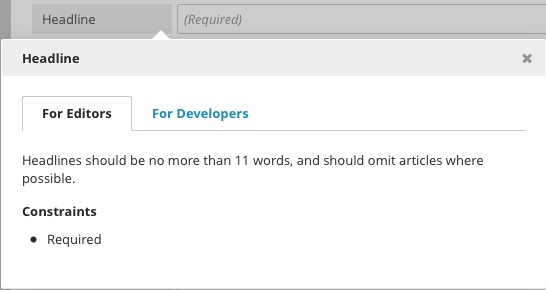 Headline (Required)
Headline ✖
For Editors For Developers
Headlines should be no more than 11 words, and should omit articles where
possible.
Constraints
• Required